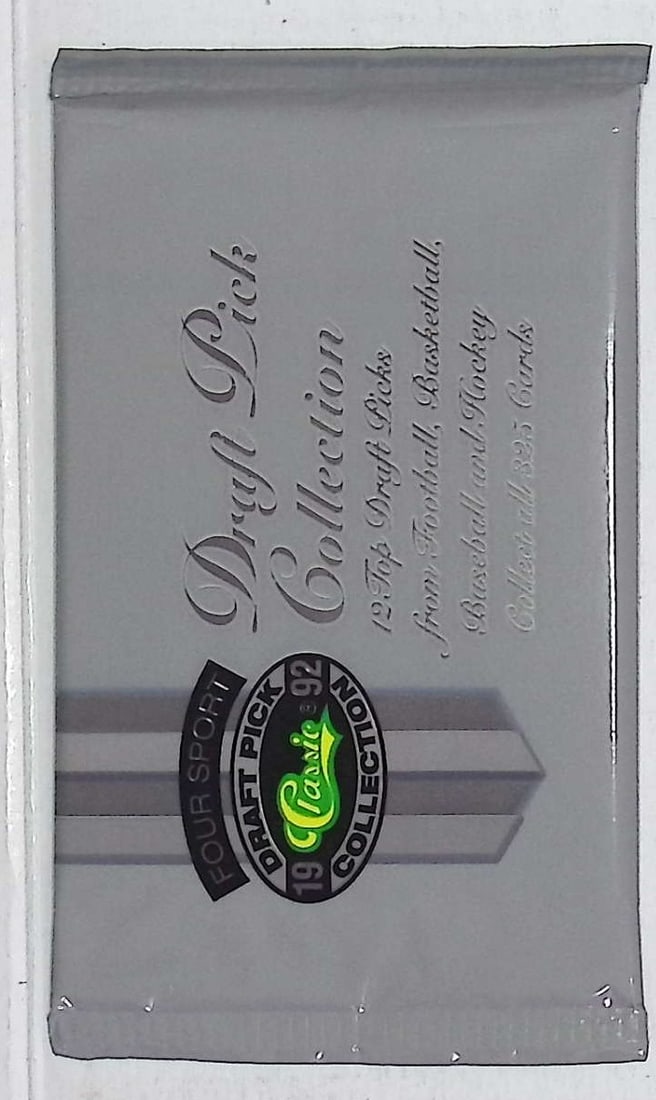 FOUR SPORT
DRAFT PICK
19 Classic ® 92
COLLECTION
Draft Pick
Collection
12 Top Draft Picks
from Football, Basketball,
Baseball and Hockey
Collect all 325 Cards